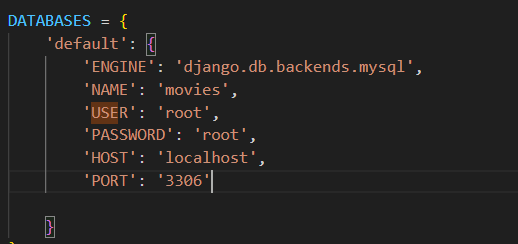 DATABASES = {
    'default': {
        'ENGINE': 'django.db.backends.mysql',
        'NAME': 'movies',
        'USER': 'root',
        'PASSWORD': 'root',
        'HOST': 'localhost',
        'PORT': '3306'
    }
}